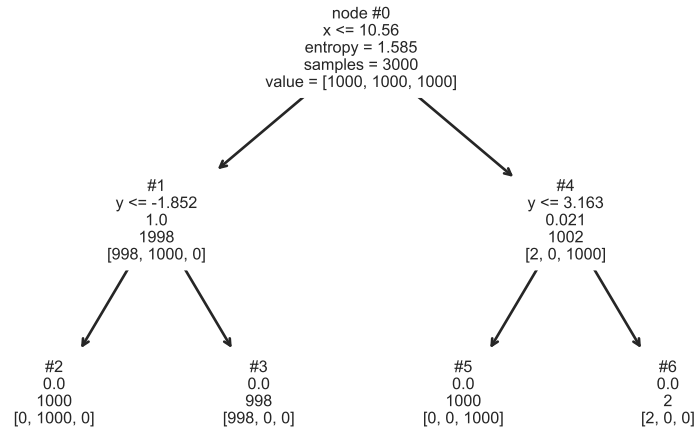 node #0
x <= 10.56
entropy = 1.585
samples = 3000
value = [1000, 1000, 1000]
#1
y <= -1.852
1.0
1998
[998, 1000, 0]
#4
y <= 3.163
0.021
1002
[2, 0, 1000]
#2
0.0
1000
[0, 1000, 0]
#3
0.0
998
[998, 0, 0]
#5
0.0
1000
[0, 0, 1000]
#6
0.0
2
[2, 0, 0]